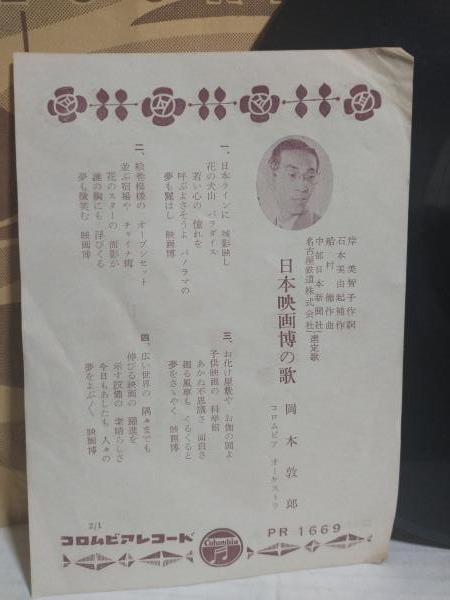 日本映画博の歌
岸美智子作詞
石本美由起補作
船村徹作曲
中部日本新聞社
名古屋鉄道株式会社
選定歌
岡本敦郎
コロムビア オーケストラ
一、日本ラインに 城影映し
花の犬山 パラダイス
若い心の 憧れを
呼ぶよさそうよ パノラマの
夢も麗はし 映画博
二、絵巻模様の オープンセット
並ぶ宿場や チャイナ街
花のスターの 面影が
誰の胸にも 浮びくる
夢も微笑む 映画博
三、お化け屋敷や お伽の国よ
子供映画の 科学館
あかぬ不思議さ 面白さ
廻る風車も くるくると
夢をさゝやく 映画博
四、広い世界の 隅々までも
伸びる映画の 躍進を
示す設備の 素晴らしさ
今日もあしたも 人々の
夢をよぶよく 映画博
2/1
コロムビアレコード
Columbia
PR 1669